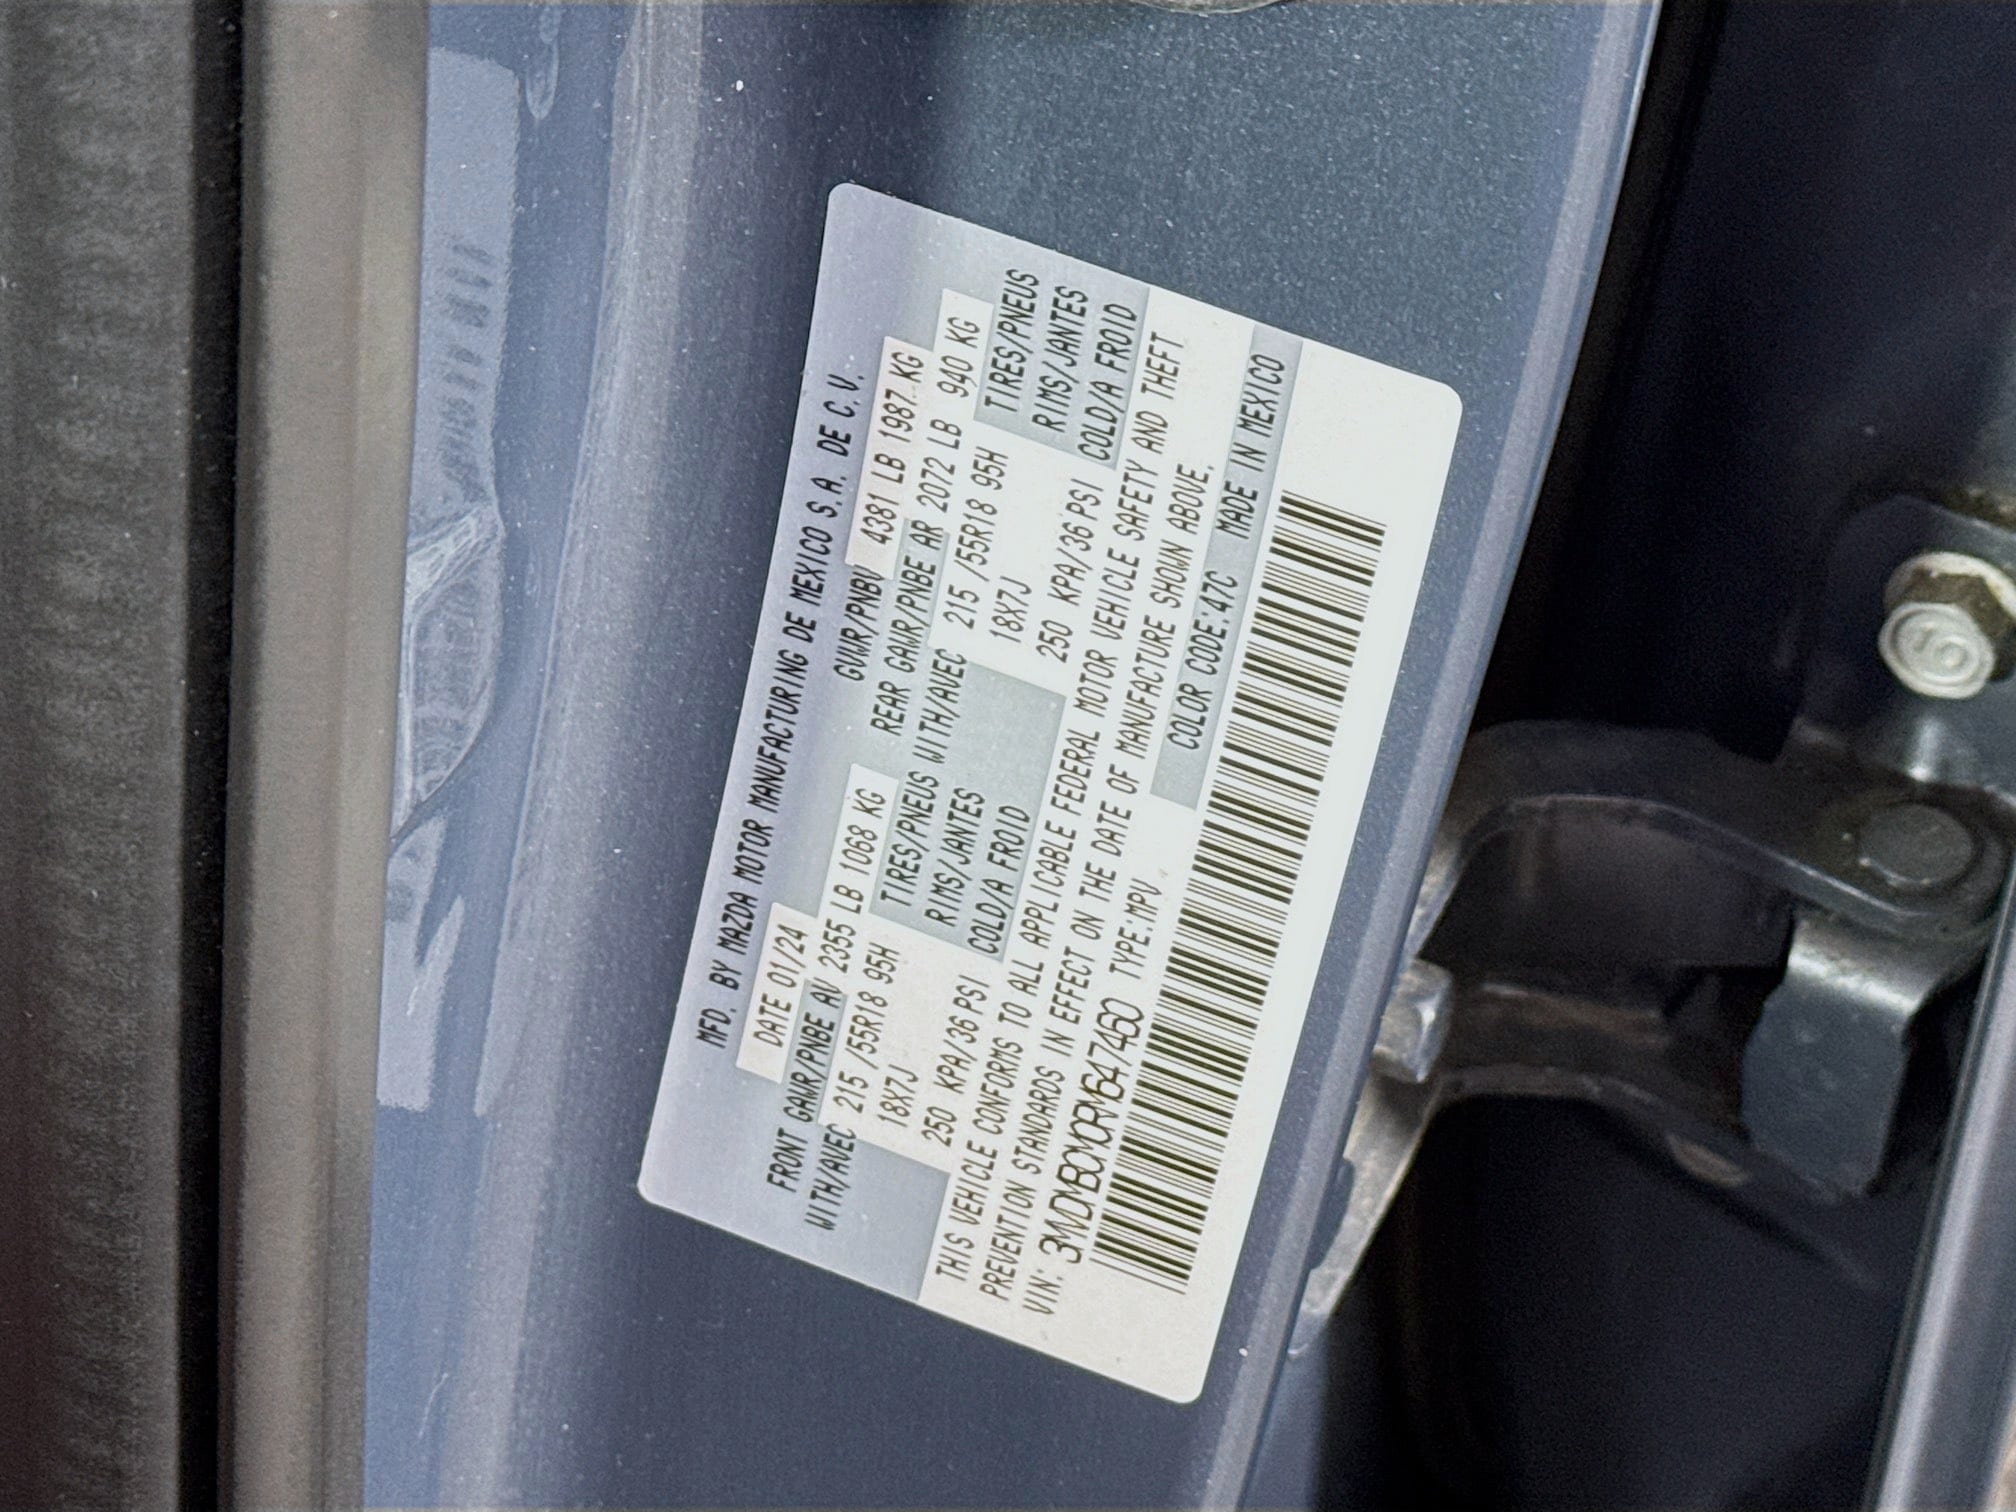 MFD. BY MAZDA MOTOR MANUFACTURING DE MEXICO S.A. DE C.V.
DATE 01/24 GVWR/PNBV 4381 LB 1987 KG
FRONT GAWR/PNBE AV 2355 LB 1068 KG REAR GAWR/PNBE AR 2072 LB 940 KG
WITH/AVEC 215 /55R18 95H TIRES/PNEUS WITH/AVEC 215 /55R18 95H TIRES/PNEUS
18X7J RIMS/JANTES 18X7J RIMS/JANTES
250 KPA/36 PSI COLD/A FROID 250 KPA/36 PSI COLD/A FROID
THIS VEHICLE CONFORMS TO ALL APPLICABLE FEDERAL MOTOR VEHICLE SAFETY AND THEFT
PREVENTION STANDARDS IN EFFECT ON THE DATE OF MANUFACTURE SHOWN ABOVE.
VIN: 3MVDMBCM0RM647460 TYPE:MPV COLOR CODE:47C MADE IN MEXICO
10